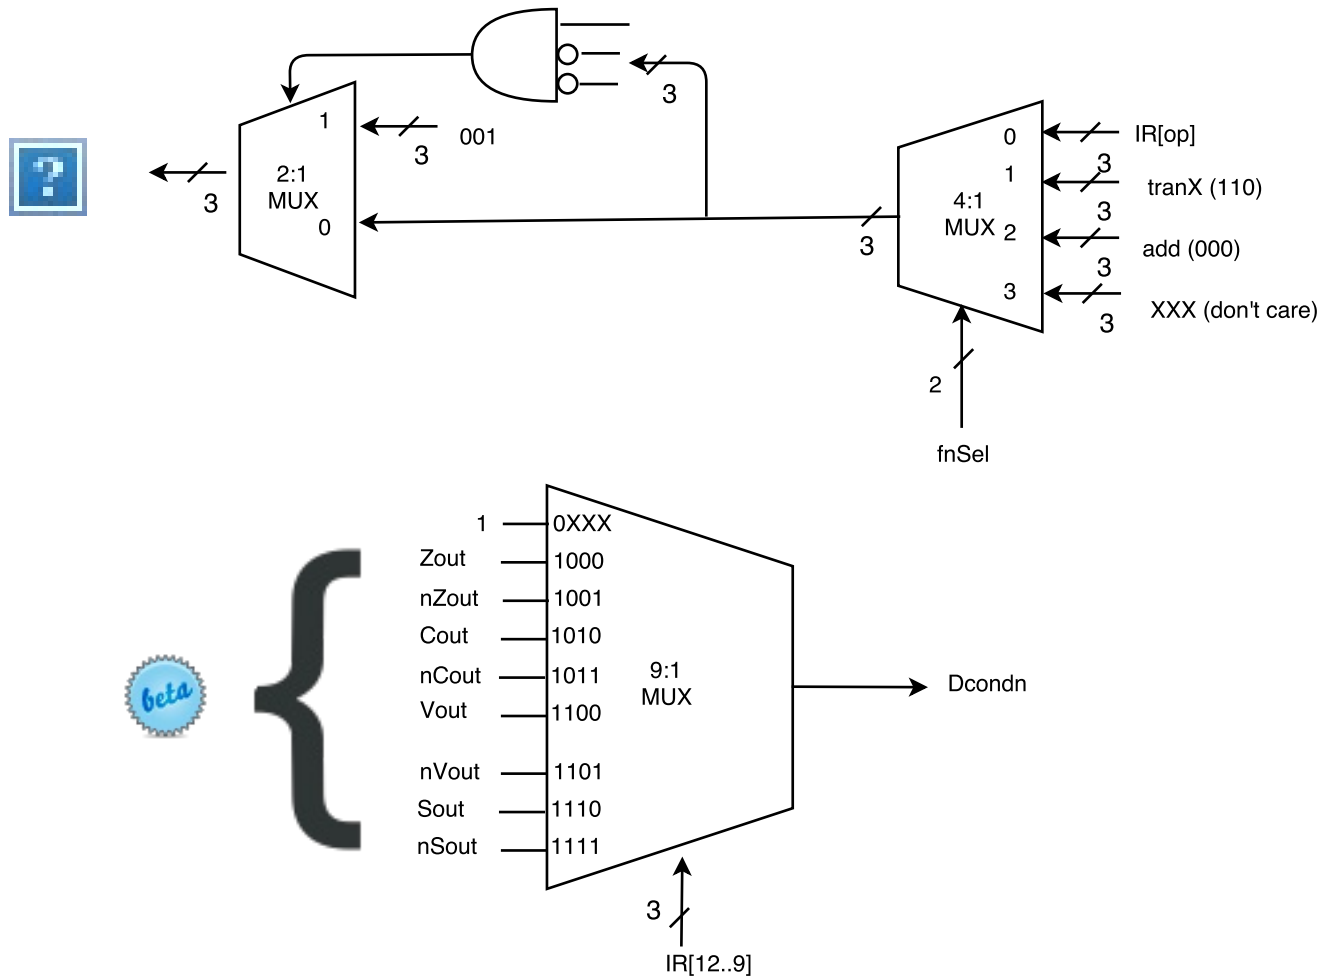 3
1
3
001
0
IR[op]
?
3
2:1
MUX
0
3
4:1
MUX
1
2
3
3
tranX (110)
3
add (000)
3
XXX (don't care)
3
2
fnSel
1
0XXX
Zout
1000
nZout
1001
Cout
1010
nCout
1011
Vout
1100
nVout
1101
Sout
1110
nSout
1111
beta
9:1
MUX
Dcondn
3
IR[12..9]